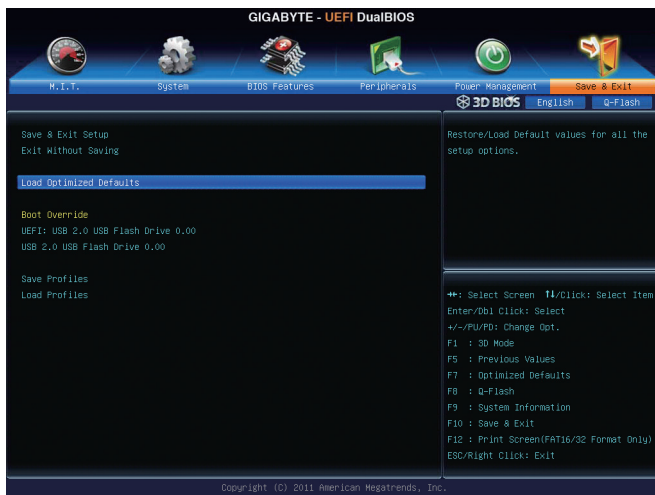 GIGABYTE - UEFI DualBIOS
M.I.T. System BIOS Features Peripherals Power Management Save & Exit
3D BIOS English Q-Flash
Save & Exit Setup
Exit Without Saving
Load Optimized Defaults
Boot Override
UEFI: USB 2.0 USB Flash Drive 0.00
USB 2.0 USB Flash Drive 0.00
Save Profiles
Load Profiles
Restore/Load Default values for all the
setup options.
→←: Select Screen ↑↓/Click: Select Item
Enter/Dbl Click: Select
+/-/PU/PD: Change Opt.
F1 : 3D Mode
F5 : Previous Values
F7 : Optimized Defaults
F8 : Q-Flash
F9 : System Information
F10 : Save & Exit
F12 : Print Screen(FAT16/32 Format Only)
ESC/Right Click: Exit
Copyright (C) 2011 American Megatrends, Inc.